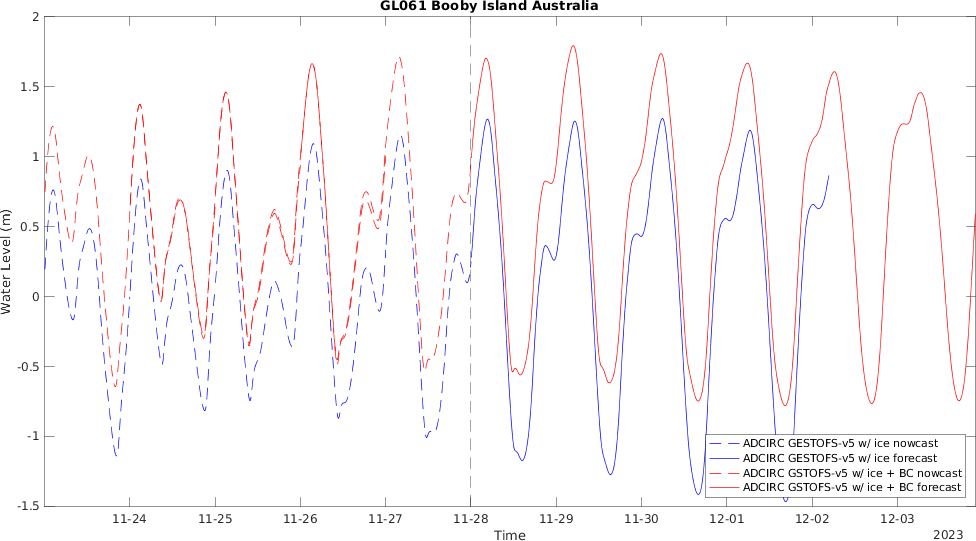 GL061 Booby Island Australia
2
1.5
1
0.5
0
-0.5
-1
-1.5
Water Level (m)
ADCIRC GESTOFS-v5 w/ ice nowcast
ADCIRC GESTOFS-v5 w/ ice forecast
ADCIRC GSTOFS-v5 w/ ice + BC nowcast
ADCIRC GSTOFS-v5 w/ ice + BC forecast
11-24 11-25 11-26 11-27 11-28 11-29 11-30 12-01 12-02 12-03
Time
2023